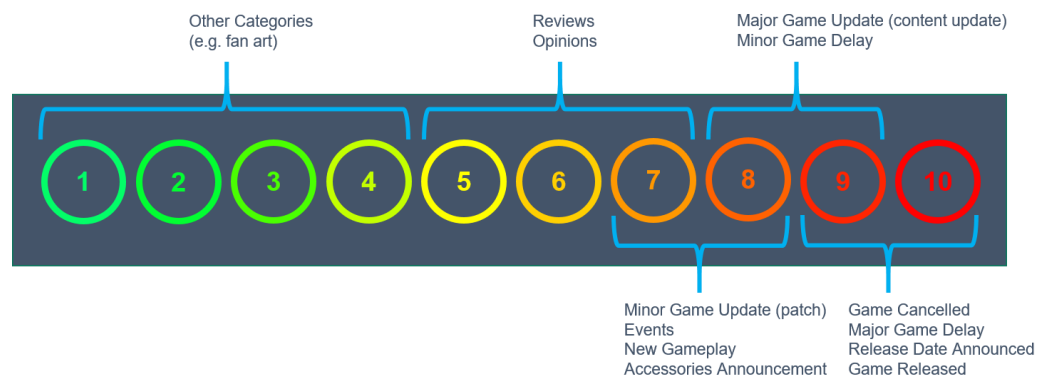 Other Categories
(e.g. fan art)
Reviews
Opinions
Major Game Update (content update)
Minor Game Delay
1 2 3 4 5 6 7 8 9 10
Minor Game Update (patch)
Events
New Gameplay
Accessories Announcement
Game Cancelled
Major Game Delay
Release Date Announced
Game Released